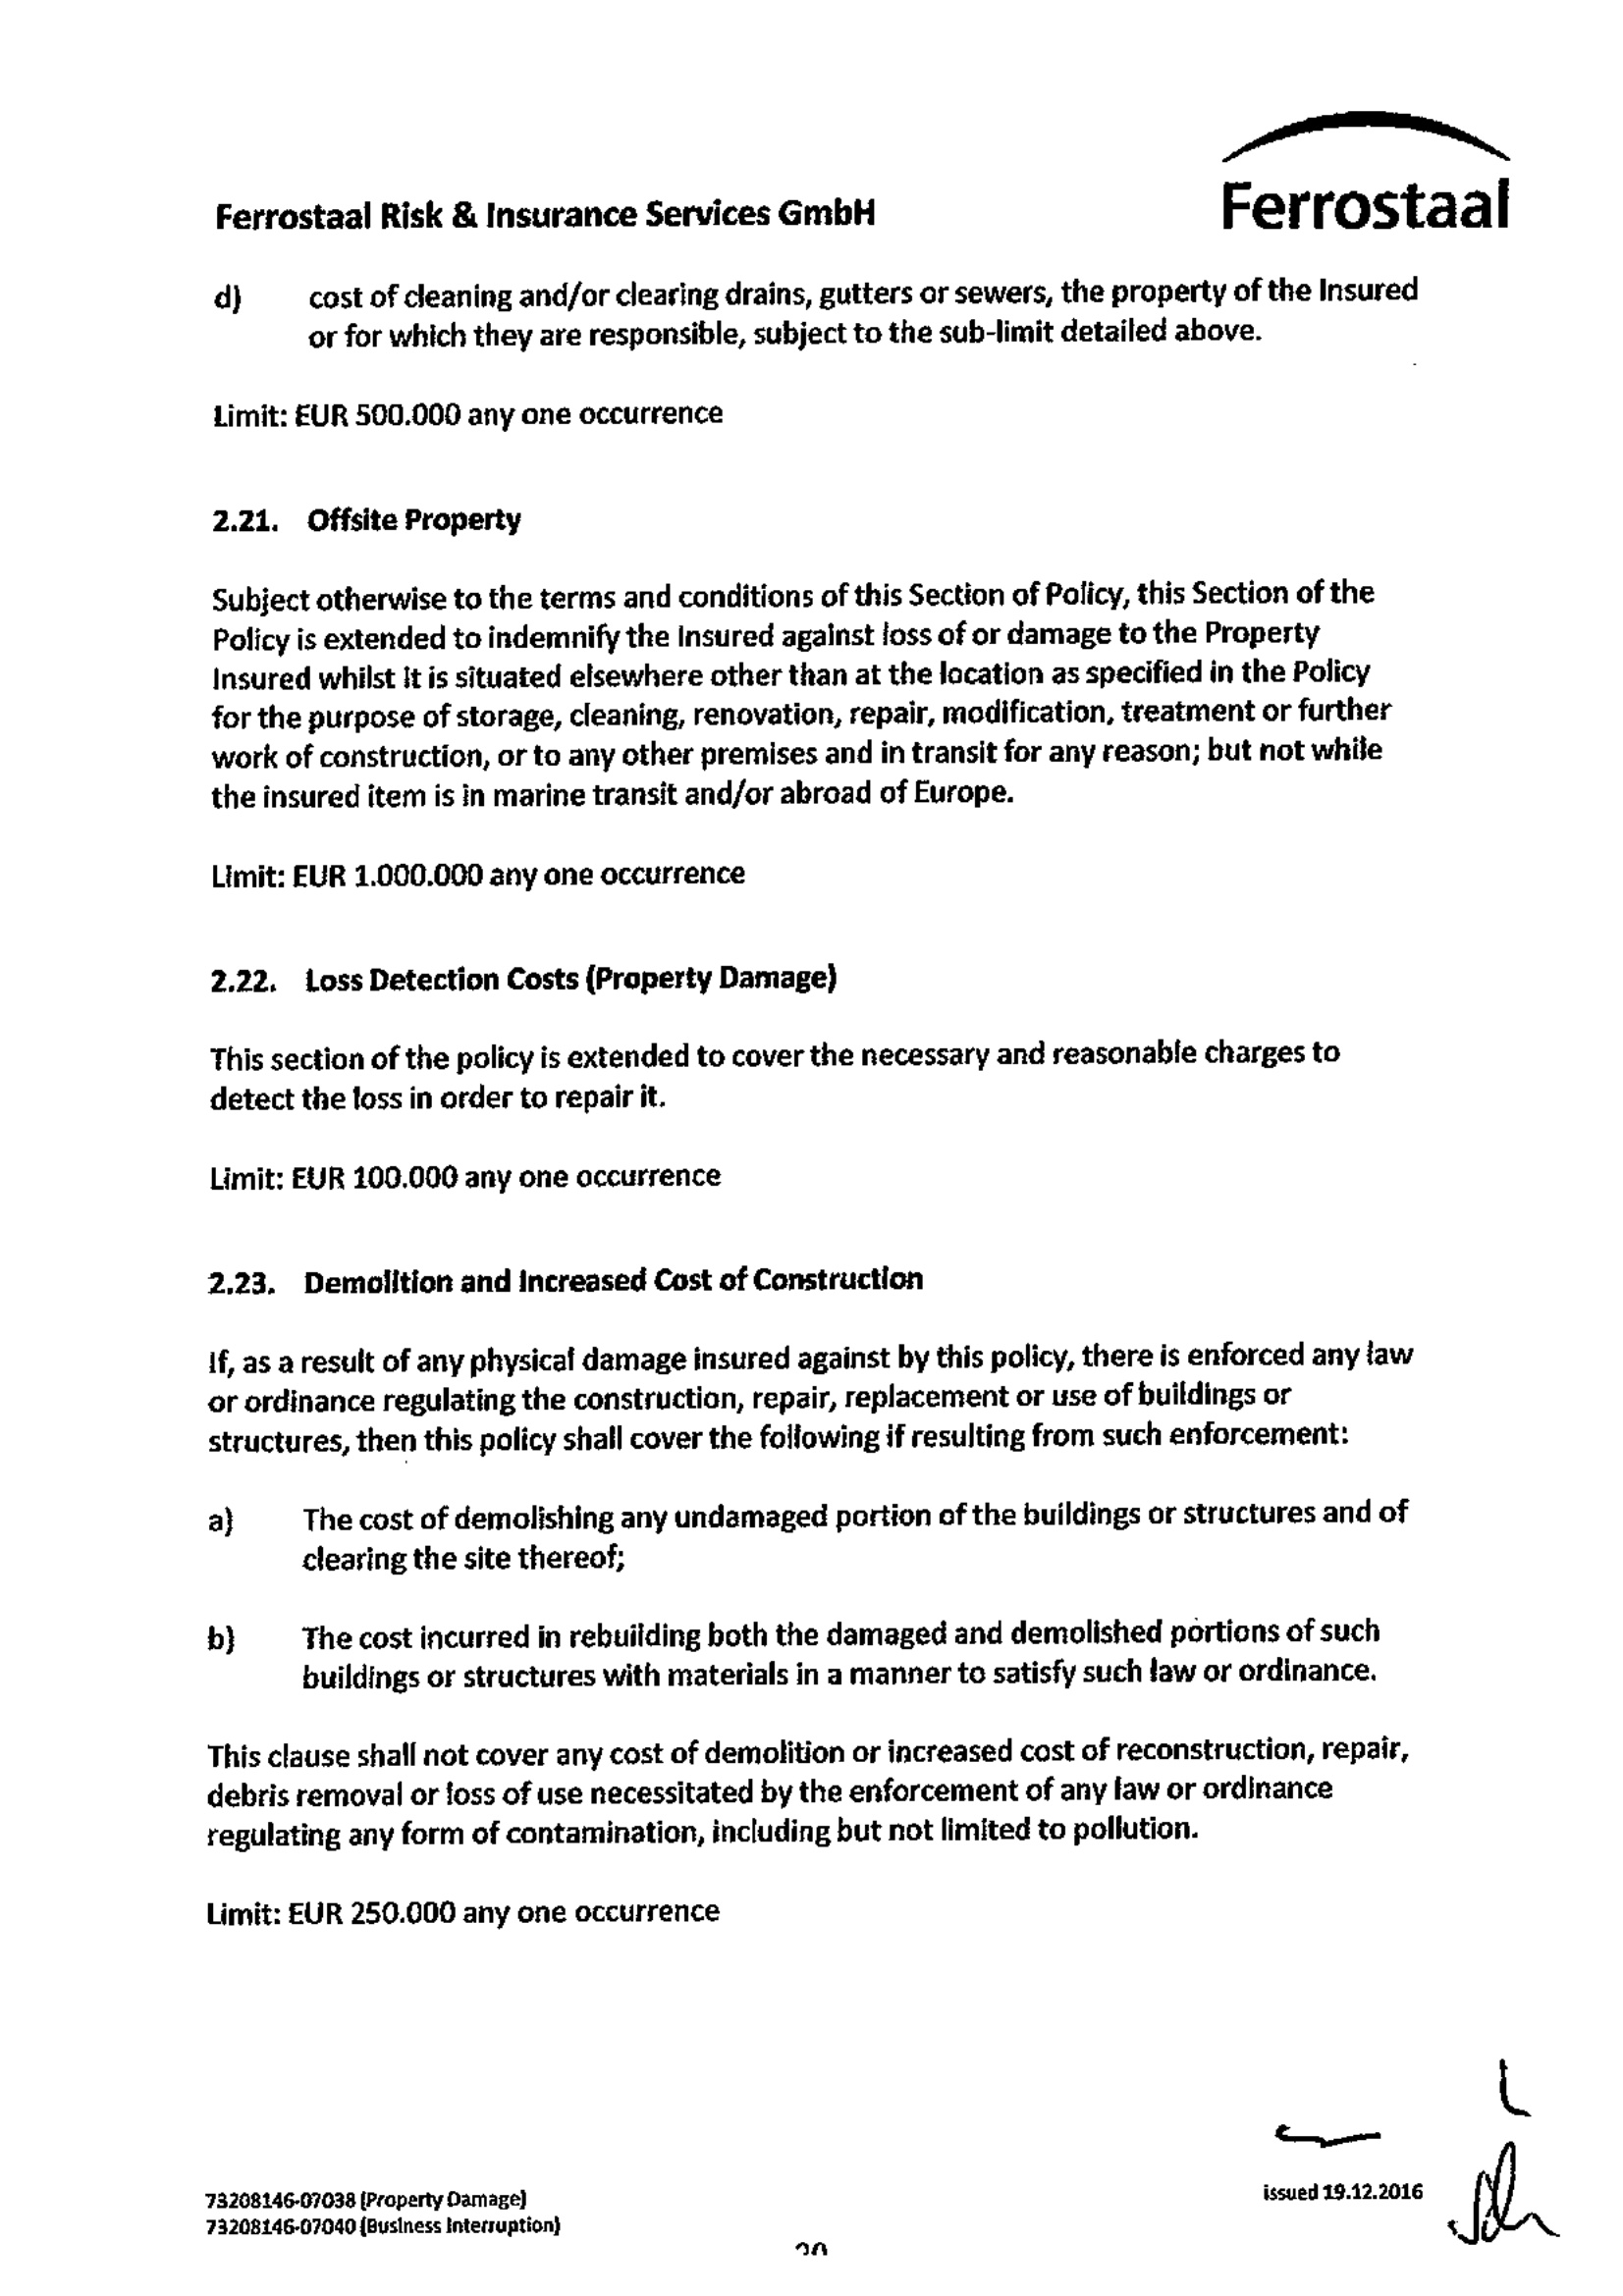 Ferrostaal
Ferrostaal Risk & Insurance Services GmbH
d) cost of cleaning and/or clearing drains, gutters or sewers, the property of the Insured
or for which they are responsible, subject to the sub-limit detailed above.
Limit: EUR 500.000 any one occurrence
2.21. Offsite Property
Subject otherwise to the terms and conditions of this Section of Policy, this Section of the
Policy is extended to indemnify the Insured against loss of or damage to the Property
Insured whilst it is situated elsewhere other than at the location as specified in the Policy
for the purpose of storage, cleaning, renovation, repair, modification, treatment or further
work of construction, or to any other premises and in transit for any reason; but not while
the insured item is in marine transit and/or abroad of Europe.
Limit: EUR 1.000.000 any one occurrence
2.22. Loss Detection Costs (Property Damage)
This section of the policy is extended to cover the necessary and reasonable charges to
detect the loss in order to repair it.
Limit: EUR 100.000 any one occurrence
2.23. Demolition and Increased Cost of Construction
If, as a result of any physical damage insured against by this policy, there is enforced any law
or ordinance regulating the construction, repair, replacement or use of buildings or
structures, then this policy shall cover the following if resulting from such enforcement:
a) The cost of demolishing any undamaged portion of the buildings or structures and of
clearing the site thereof;
b) The cost incurred in rebuilding both the damaged and demolished portions of such
buildings or structures with materials in a manner to satisfy such law or ordinance.
This clause shall not cover any cost of demolition or increased cost of reconstruction, repair,
debris removal or loss of use necessitated by the enforcement of any law or ordinance
regulating any form of contamination, including but not limited to pollution.
Limit: EUR 250.000 any one occurrence
issued 19.12.2016
73208146-07038 (Property Damage)
73208146-07040 (Business Interruption)